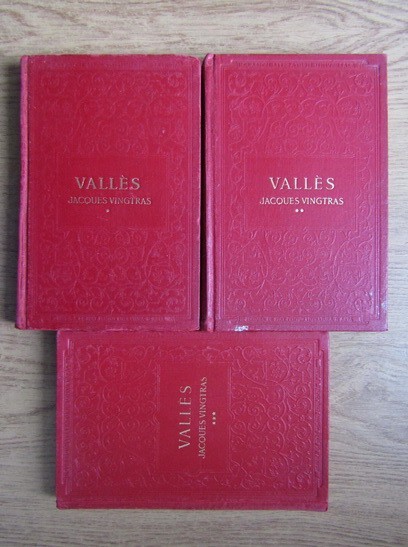 VALLÈS
JACQUES VINGTRAS
*
VALLÈS
JACQUES VINGTRAS
**
VALLÈS
JACQUES VINGTRAS
***